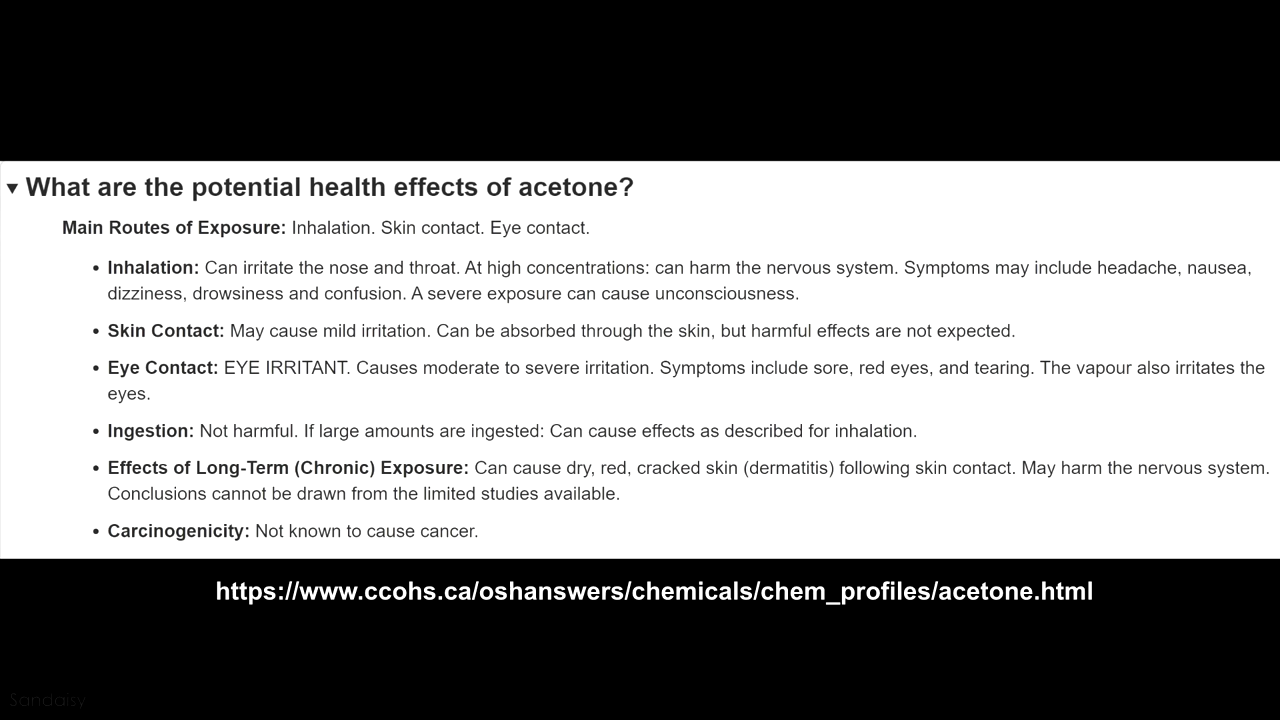 ▼ What are the potential health effects of acetone?
Main Routes of Exposure: Inhalation. Skin contact. Eye contact.
• Inhalation: Can irritate the nose and throat. At high concentrations: can harm the nervous system. Symptoms may include headache, nausea,
dizziness, drowsiness and confusion. A severe exposure can cause unconsciousness.
• Skin Contact: May cause mild irritation. Can be absorbed through the skin, but harmful effects are not expected.
• Eye Contact: EYE IRRITANT. Causes moderate to severe irritation. Symptoms include sore, red eyes, and tearing. The vapour also irritates the
eyes.
• Ingestion: Not harmful. If large amounts are ingested: Can cause effects as described for inhalation.
• Effects of Long-Term (Chronic) Exposure: Can cause dry, red, cracked skin (dermatitis) following skin contact. May harm the nervous system.
Conclusions cannot be drawn from the limited studies available.
• Carcinogenicity: Not known to cause cancer.
https://www.ccohs.ca/oshanswers/chemicals/chem_profiles/acetone.html
Sandaisy